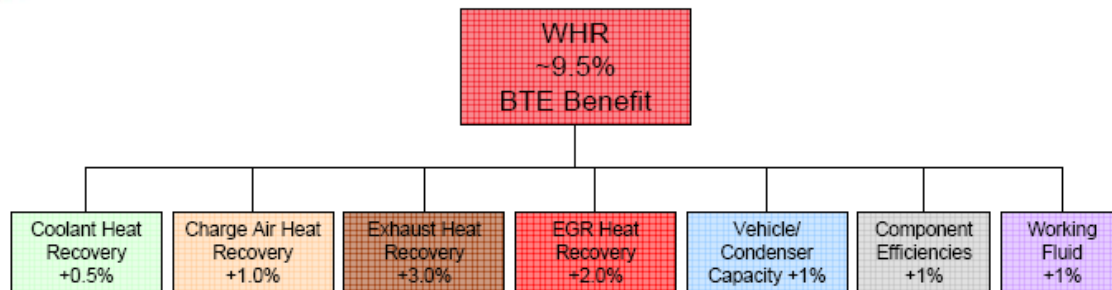 WHR
~9.5%
BTE Benefit
Coolant Heat
Recovery
+0.5%
Charge Air Heat
Recovery
+1.0%
Exhaust Heat
Recovery
+3.0%
EGR Heat
Recovery
+2.0%
Vehicle/
Condenser
Capacity +1%
Component
Efficiencies
+1%
Working
Fluid
+1%